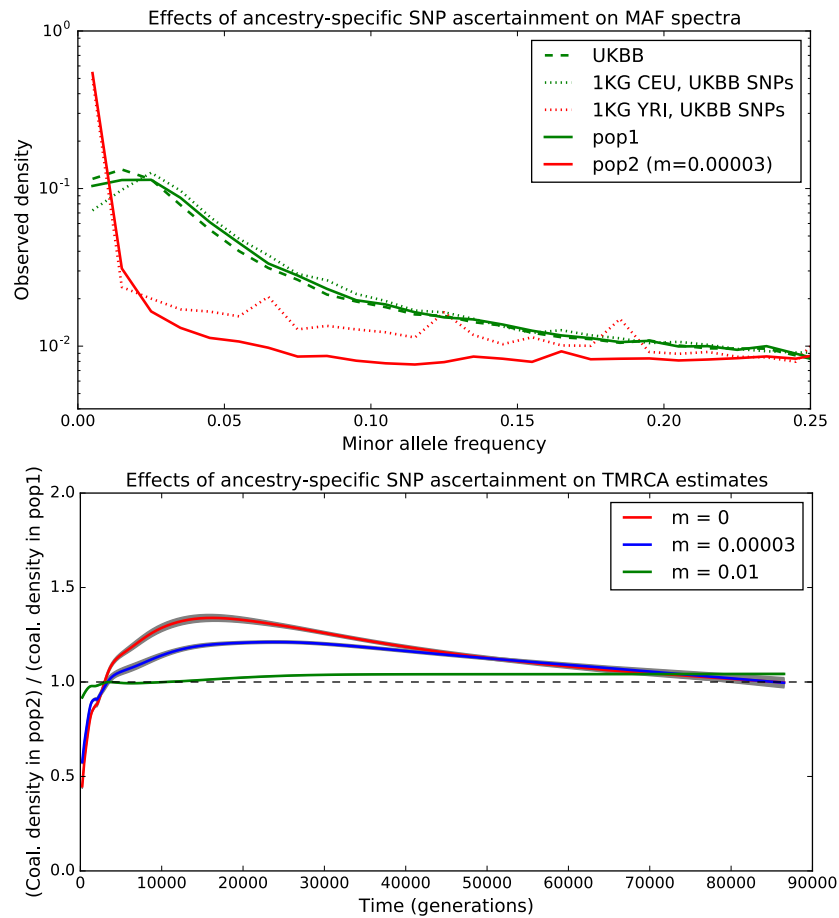 Effects of ancestry-specific SNP ascertainment on MAF spectra
10^0
10^-1
10^-2
Observed density
UKBB
1KG CEU, UKBB SNPs
1KG YRI, UKBB SNPs
pop1
pop2 (m=0.00003)
0.00 0.05 0.10 0.15 0.20 0.25
Minor allele frequency
Effects of ancestry-specific SNP ascertainment on TMRCA estimates
2.0
1.5
1.0
0.5
0.0
(Coal. density in pop2) / (coal. density in pop1)
m = 0
m = 0.00003
m = 0.01
0 10000 20000 30000 40000 50000 60000 70000 80000 90000
Time (generations)